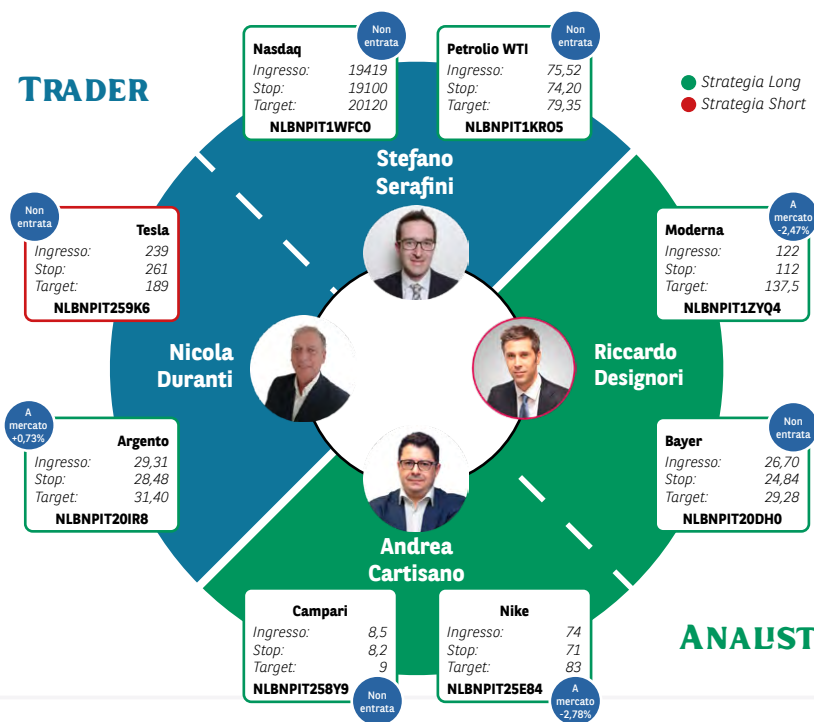 TRADER
Non
entrata
Nasdaq
Ingresso: 19419
Stop: 19100
Target: 20120
NLBNPIT1WFC0
Non
entrata
Petrolio WTI
Ingresso: 75,52
Stop: 74,20
Target: 79,35
NLBNPIT1KRO5
Strategia Long
Strategia Short
Stefano
Serafini
Non
entrata
Tesla
Ingresso: 239
Stop: 261
Target: 189
NLBNPIT259K6
A
mercato
-2,47%
Moderna
Ingresso: 122
Stop: 112
Target: 137,5
NLBNPIT1ZYQ4
Nicola
Duranti
Riccardo
Designori
A
mercato
+0,73%
Argento
Ingresso: 29,31
Stop: 28,48
Target: 31,40
NLBNPIT20IR8
Non
entrata
Bayer
Ingresso: 26,70
Stop: 24,84
Target: 29,28
NLBNPIT20DH0
Andrea
Cartisano
Campari
Ingresso: 8,5
Stop: 8,2
Target: 9
NLBNPIT258Y9
Non
entrata
Nike
Ingresso: 74
Stop: 71
Target: 83
NLBNPIT25E84
A
mercato
-2,78%
ANALIST